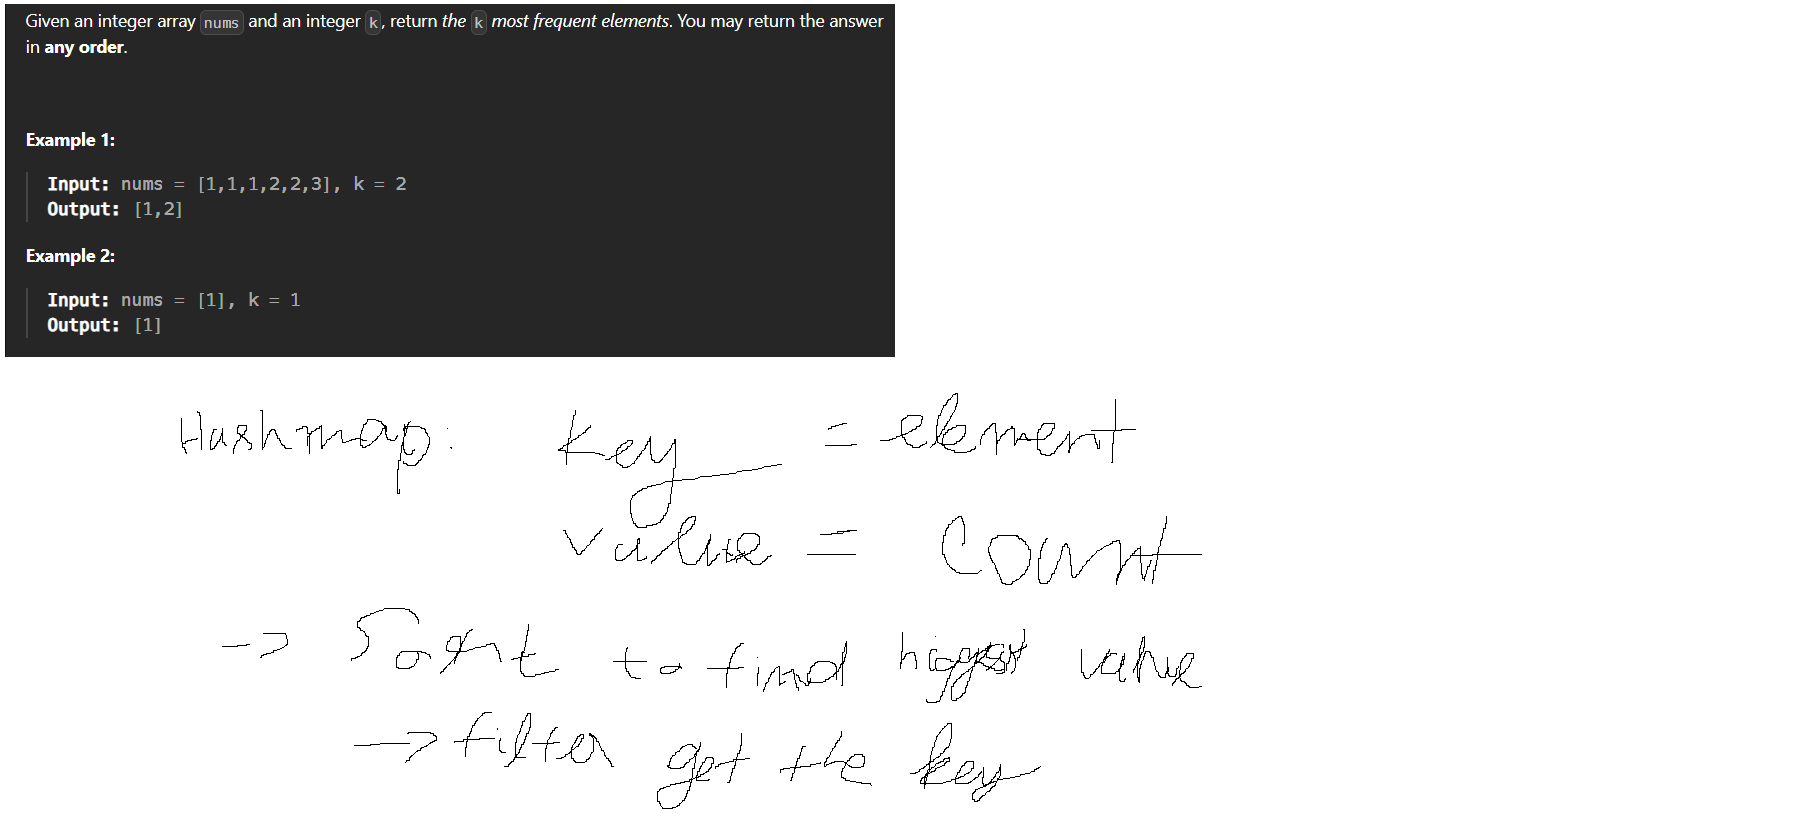 Given an integer array nums and an integer k, return the k most frequent elements. You may return the answer
in any order.
Example 1:
Input: nums = [1,1,1,2,2,3], k = 2
Output: [1,2]
Example 2:
Input: nums = [1], k = 1
Output: [1]
Hashmap: key = element
value = Count
-> Sort to find higgest value
-> filter get the key